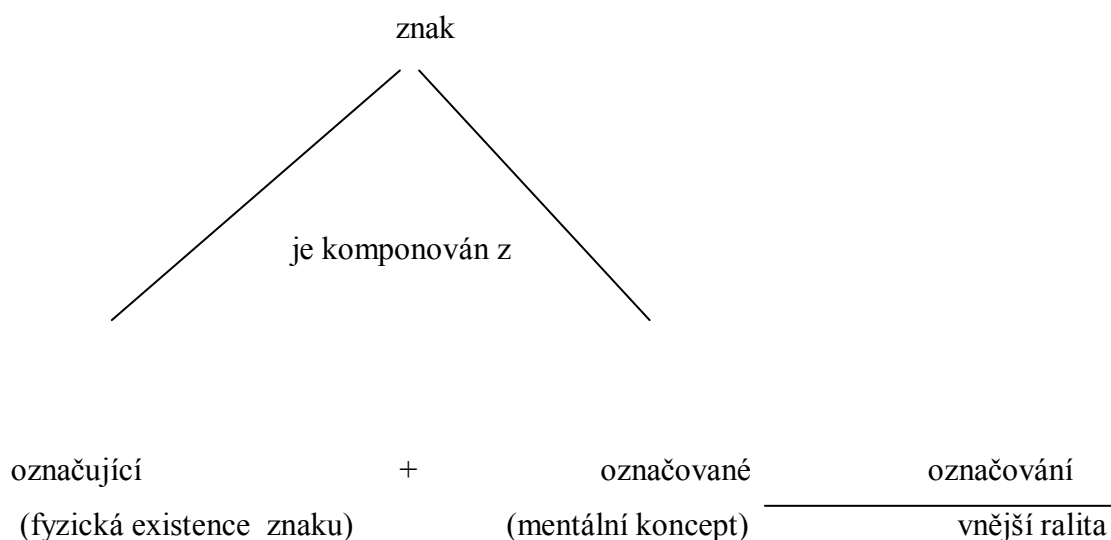 znak
je komponován z
označující + označované označování
(fyzická existence znaku) (mentální koncept) vnější ralita